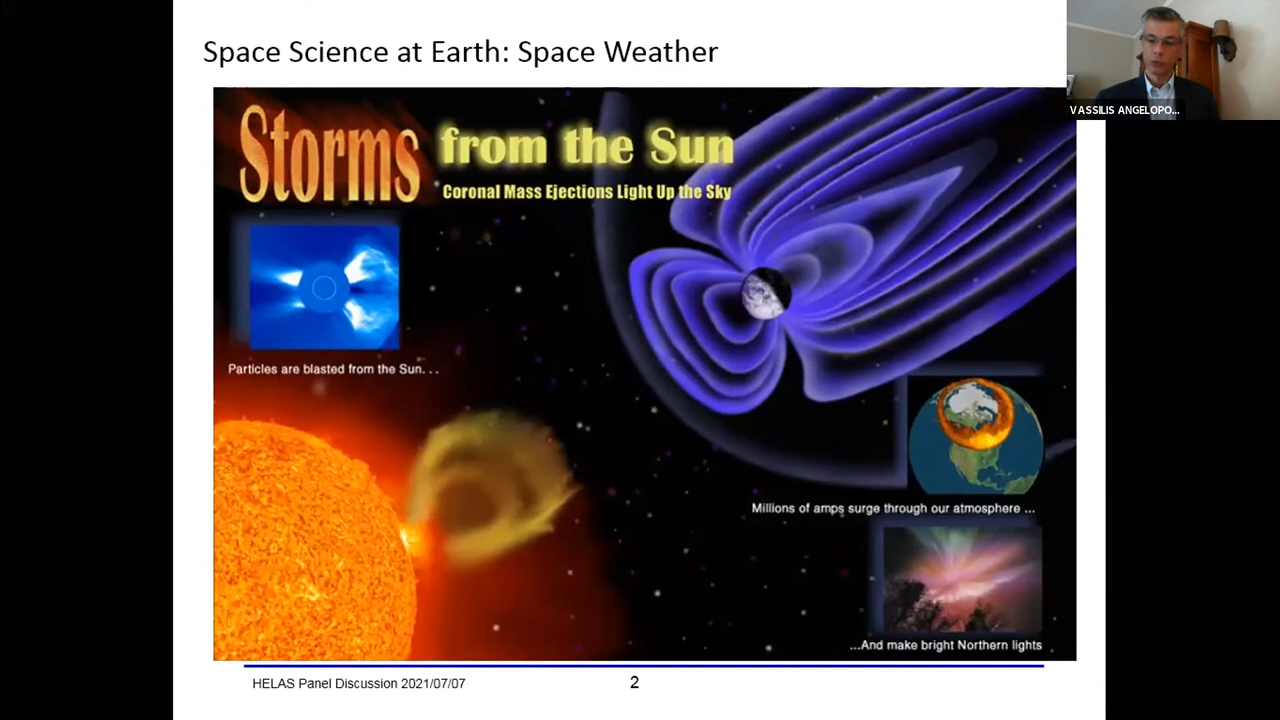 Space Science at Earth: Space Weather
VASSILIS ANGELOPO...
Storms from the Sun
Coronal Mass Ejections Light Up the Sky
Particles are blasted from the Sun. . .
Millions of amps surge through our atmosphere ...
...And make bright Northern lights
HELAS Panel Discussion 2021/07/07
2